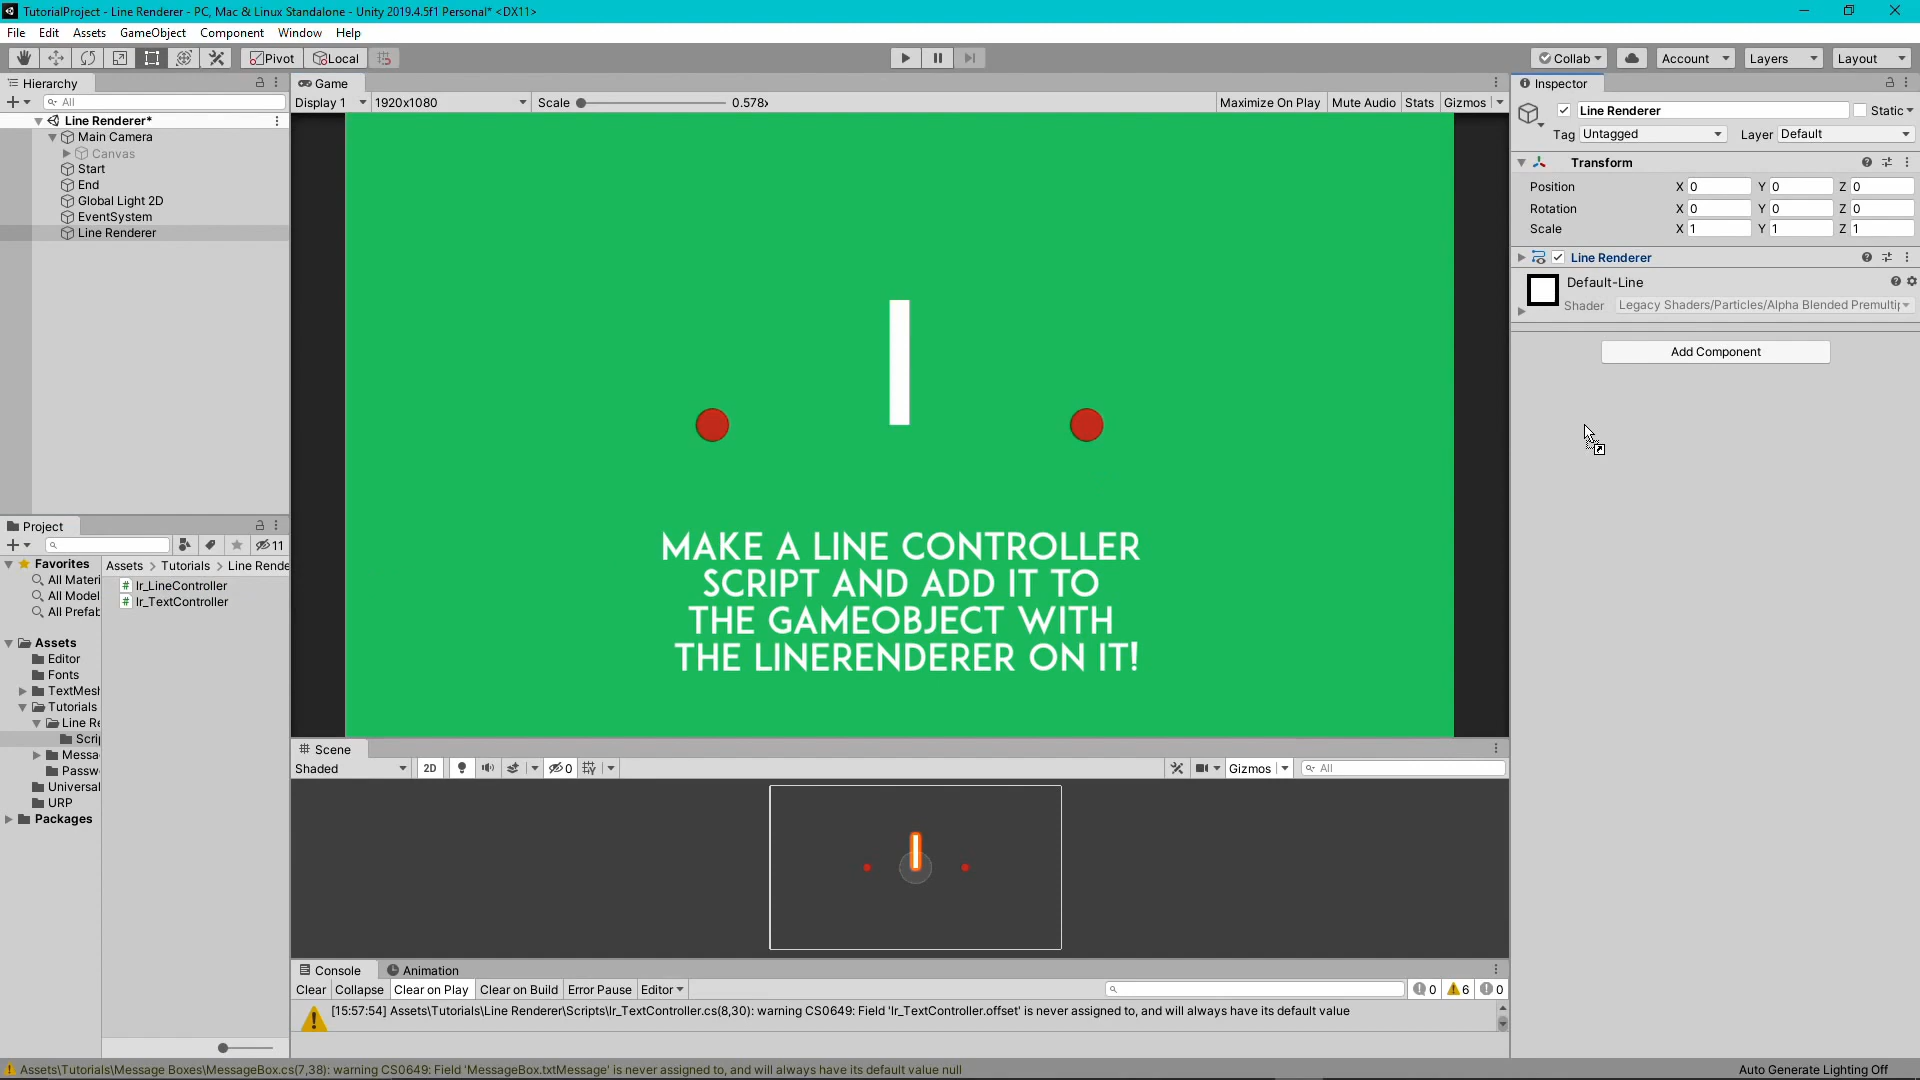 TutorialProject - Line Renderer - PC, Mac & Linux Standalone - Unity 2019.4.5f1 Personal* <DX11>
File Edit Assets GameObject Component Window Help
Pivot Local Collab Account Layers Layout
Hierarchy
All
Line Renderer*
Main Camera
Canvas
Start
End
Global Light 2D
EventSystem
Line Renderer
Project
11
Favorites
All Materi
All Model
All Prefab
Assets
Editor
Fonts
TextMesh
Tutorials
Line Re
Scrip
Messa
Passw
Universal
URP
Packages
Assets > Tutorials > Line Rende
lr_LineController
lr_TextController
Game
Display 1 1920x1080 Scale 0.578x Maximize On Play Mute Audio Stats Gizmos
MAKE A LINE CONTROLLER
SCRIPT AND ADD IT TO
THE GAMEOBJECT WITH
THE LINERENDERER ON IT!
Scene
Shaded 2D 0 Gizmos All
Console Animation
Clear Collapse Clear on Play Clear on Build Error Pause Editor 0 6 0
[15:57:54] Assets\Tutorials\Line Renderer\Scripts\lr_TextController.cs(8,30): warning CS0649: Field 'lr_TextController.offset' is never assigned to, and will always have its default value
Inspector
Line Renderer Static
Tag Untagged Layer Default
Transform
Position X 0 Y 0 Z 0
Rotation X 0 Y 0 Z 0
Scale X 1 Y 1 Z 1
Line Renderer
Default-Line
Shader Legacy Shaders/Particles/Alpha Blended Premultip
Add Component
Assets\Tutorials\Message Boxes\MessageBox.cs(7,38): warning CS0649: Field 'MessageBox.txtMessage' is never assigned to, and will always have its default value null
Auto Generate Lighting Off